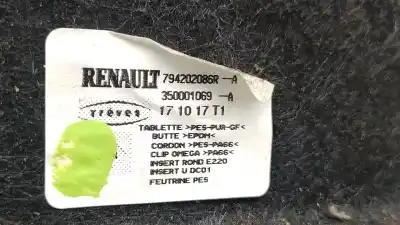 RENAULT 794202086R —A
350001069 —A
trèves 17 10 17 T1
TABLETTE >PES-PUR-GF<
BUTTE >EPDM<
CORDON >PES-PA66<
CLIP OMEGA >PA66<
INSERT ROND E220
INSERT U DC01
FEUTRINE PES